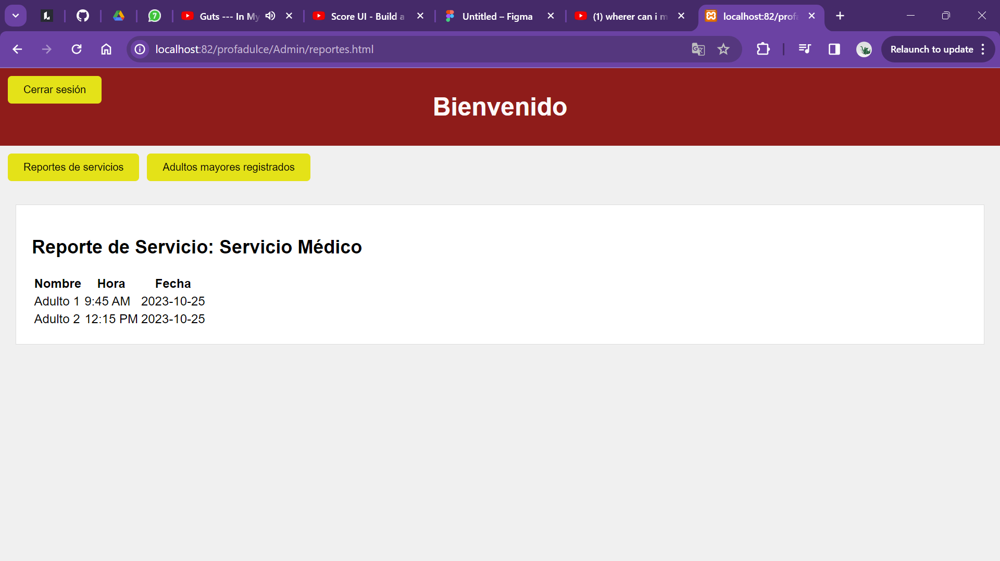 7
Guts --- In My
Score UI - Build a
Untitled – Figma
(1) wherer can i m
localhost:82/profa
localhost:82/profadulce/Admin/reportes.html
Relaunch to update
Cerrar sesión
Bienvenido
Reportes de servicios
Adultos mayores registrados
Reporte de Servicio: Servicio Médico
Nombre Hora Fecha
Adulto 1 9:45 AM 2023-10-25
Adulto 2 12:15 PM 2023-10-25